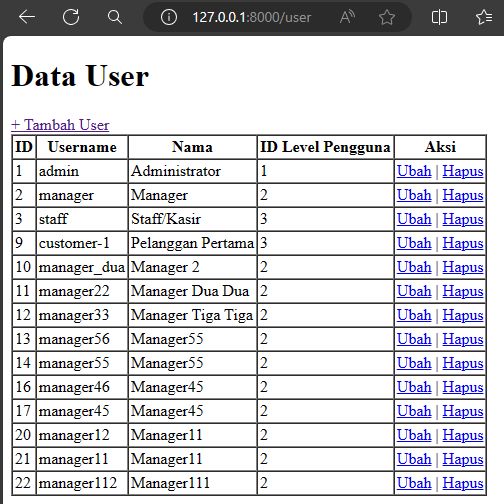 127.0.0.1:8000/user
Data User
+ Tambah User
ID Username Nama ID Level Pengguna Aksi
1 admin Administrator 1 Ubah | Hapus
2 manager Manager 2 Ubah | Hapus
3 staff Staff/Kasir 3 Ubah | Hapus
9 customer-1 Pelanggan Pertama 3 Ubah | Hapus
10 manager_dua Manager 2 2 Ubah | Hapus
11 manager22 Manager Dua Dua 2 Ubah | Hapus
12 manager33 Manager Tiga Tiga 2 Ubah | Hapus
13 manager56 Manager55 2 Ubah | Hapus
14 manager55 Manager55 2 Ubah | Hapus
16 manager46 Manager45 2 Ubah | Hapus
17 manager45 Manager45 2 Ubah | Hapus
20 manager12 Manager11 2 Ubah | Hapus
21 manager11 Manager11 2 Ubah | Hapus
22 manager112 Manager111 2 Ubah | Hapus